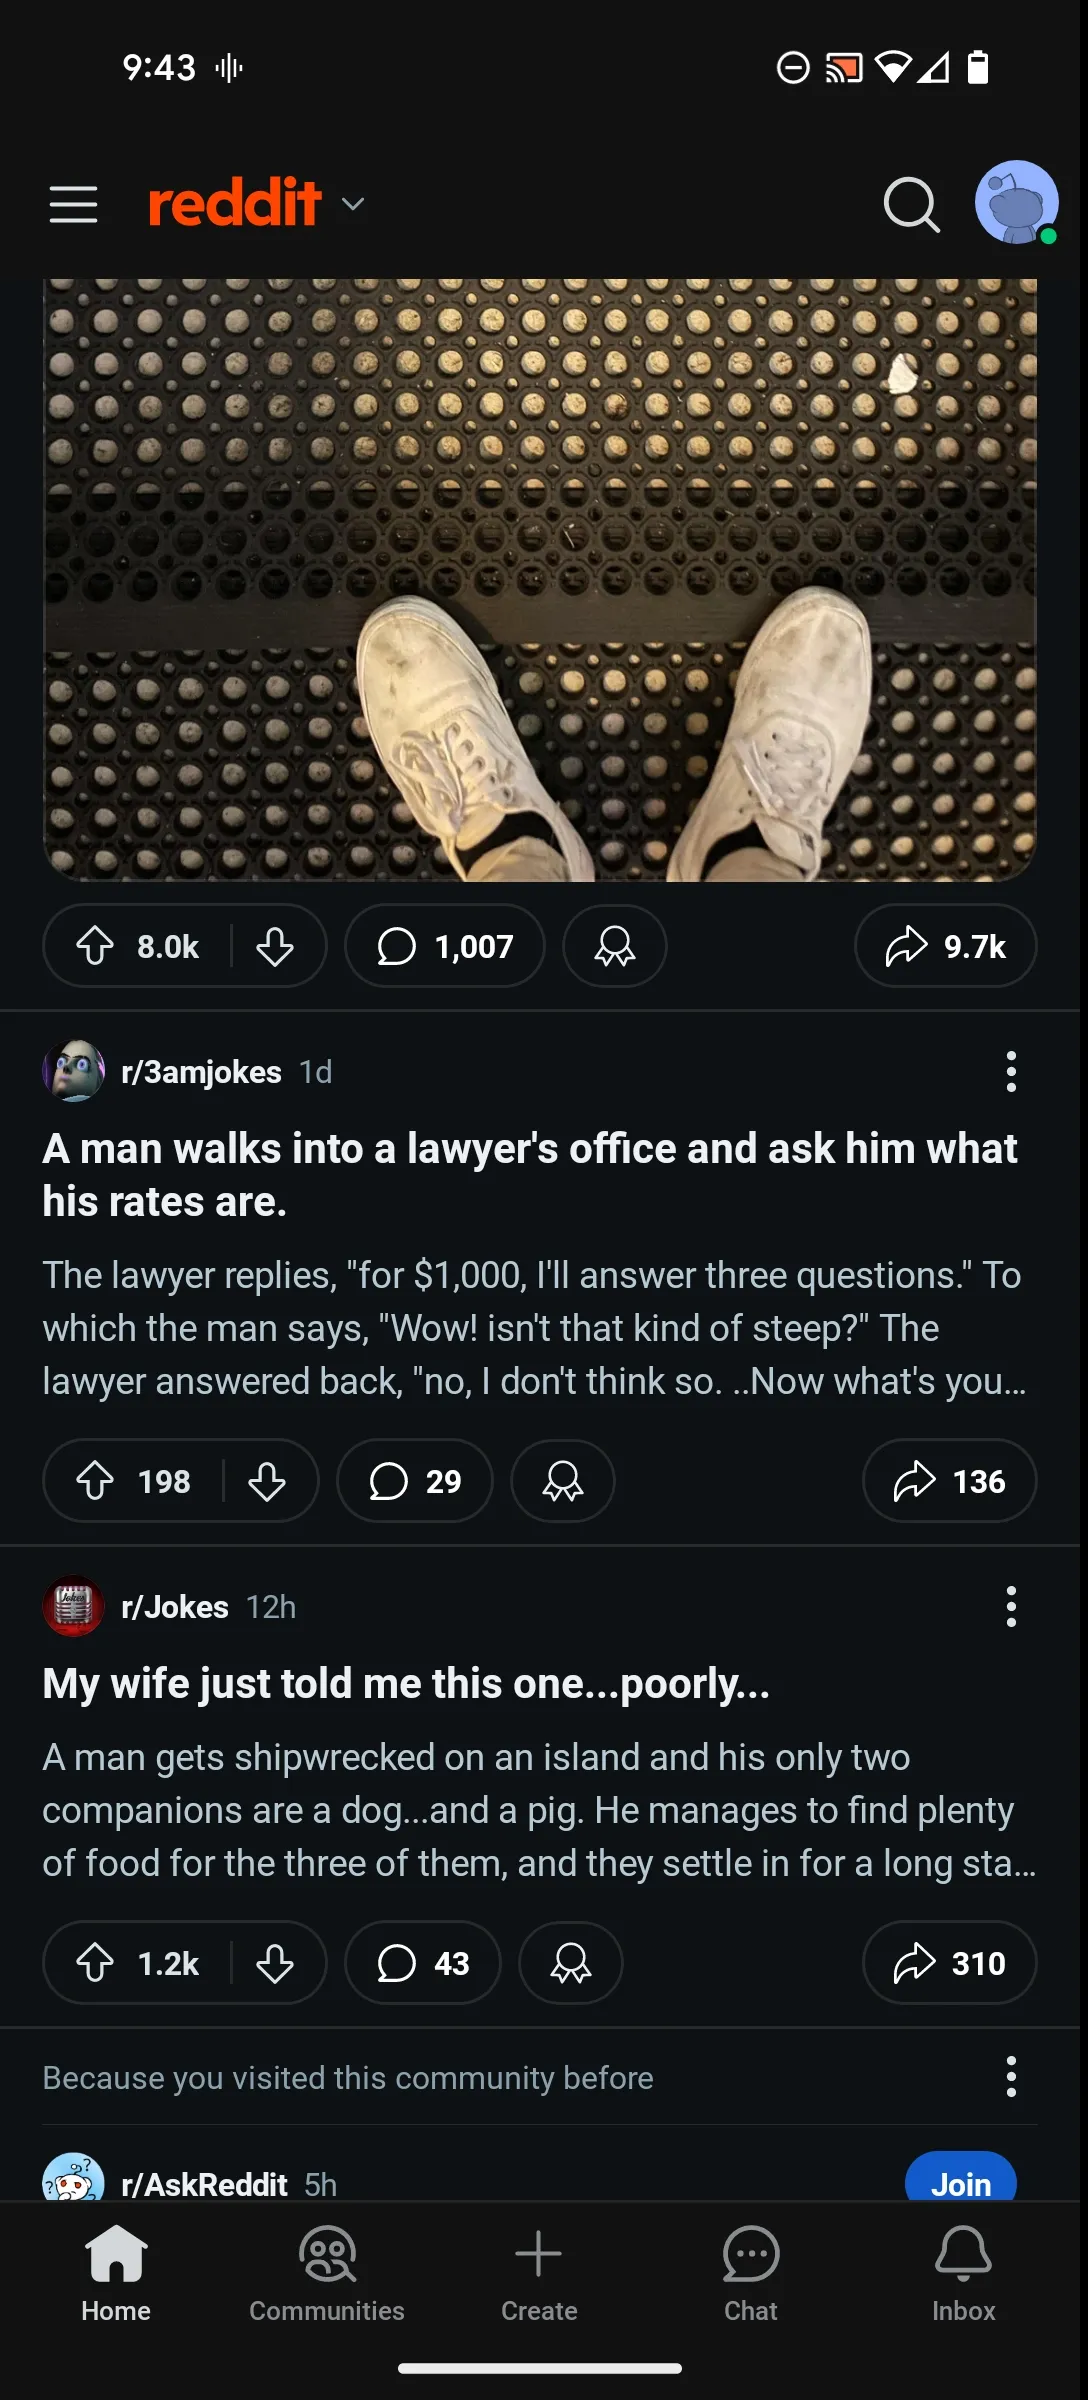 9:43
reddit
8.0k
1,007
9.7k
r/3amjokes 1d
A man walks into a lawyer's office and ask him what
his rates are.
The lawyer replies, "for $1,000, I'll answer three questions." To
which the man says, "Wow! isn't that kind of steep?" The
lawyer answered back, "no, I don't think so. ..Now what's you...
198
29
136
Jokes
r/Jokes 12h
My wife just told me this one...poorly...
A man gets shipwrecked on an island and his only two
companions are a dog...and a pig. He manages to find plenty
of food for the three of them, and they settle in for a long sta...
1.2k
43
310
Because you visited this community before
r/AskReddit 5h
Join
Home
Communities
Create
Chat
Inbox